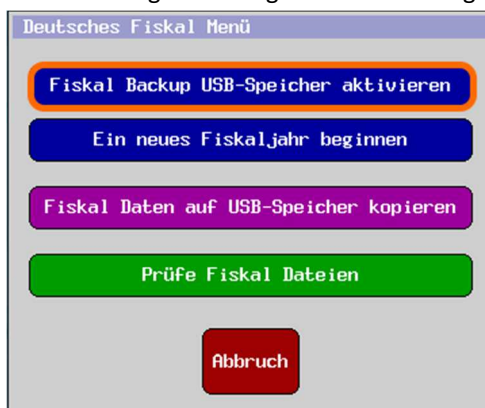 Deutsches Fiskal Menü
Fiskal Backup USB-Speicher aktivieren
Ein neues Fiskaljahr beginnen
Fiskal Daten auf USB-Speicher kopieren
Prüfe Fiskal Dateien
Abbruch